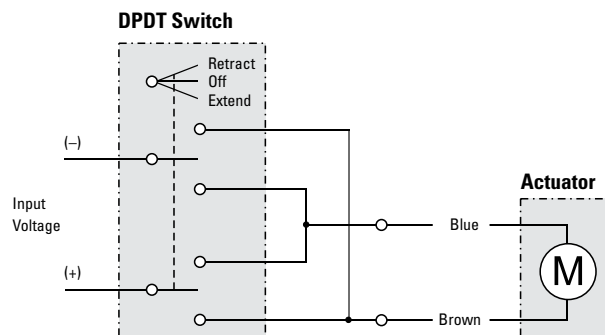 DPDT Switch
Retract
Off
Extend
(–)
Input
Voltage
(+)
Actuator
Blue
M
Brown